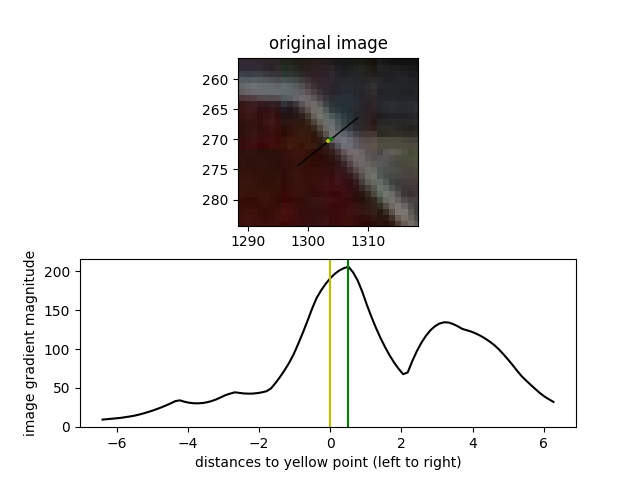 original image
260
265
270
275
280
1290 1300 1310
image gradient magnitude
200
150
100
50
0
−6 −4 −2 0 2 4 6
distances to yellow point (left to right)